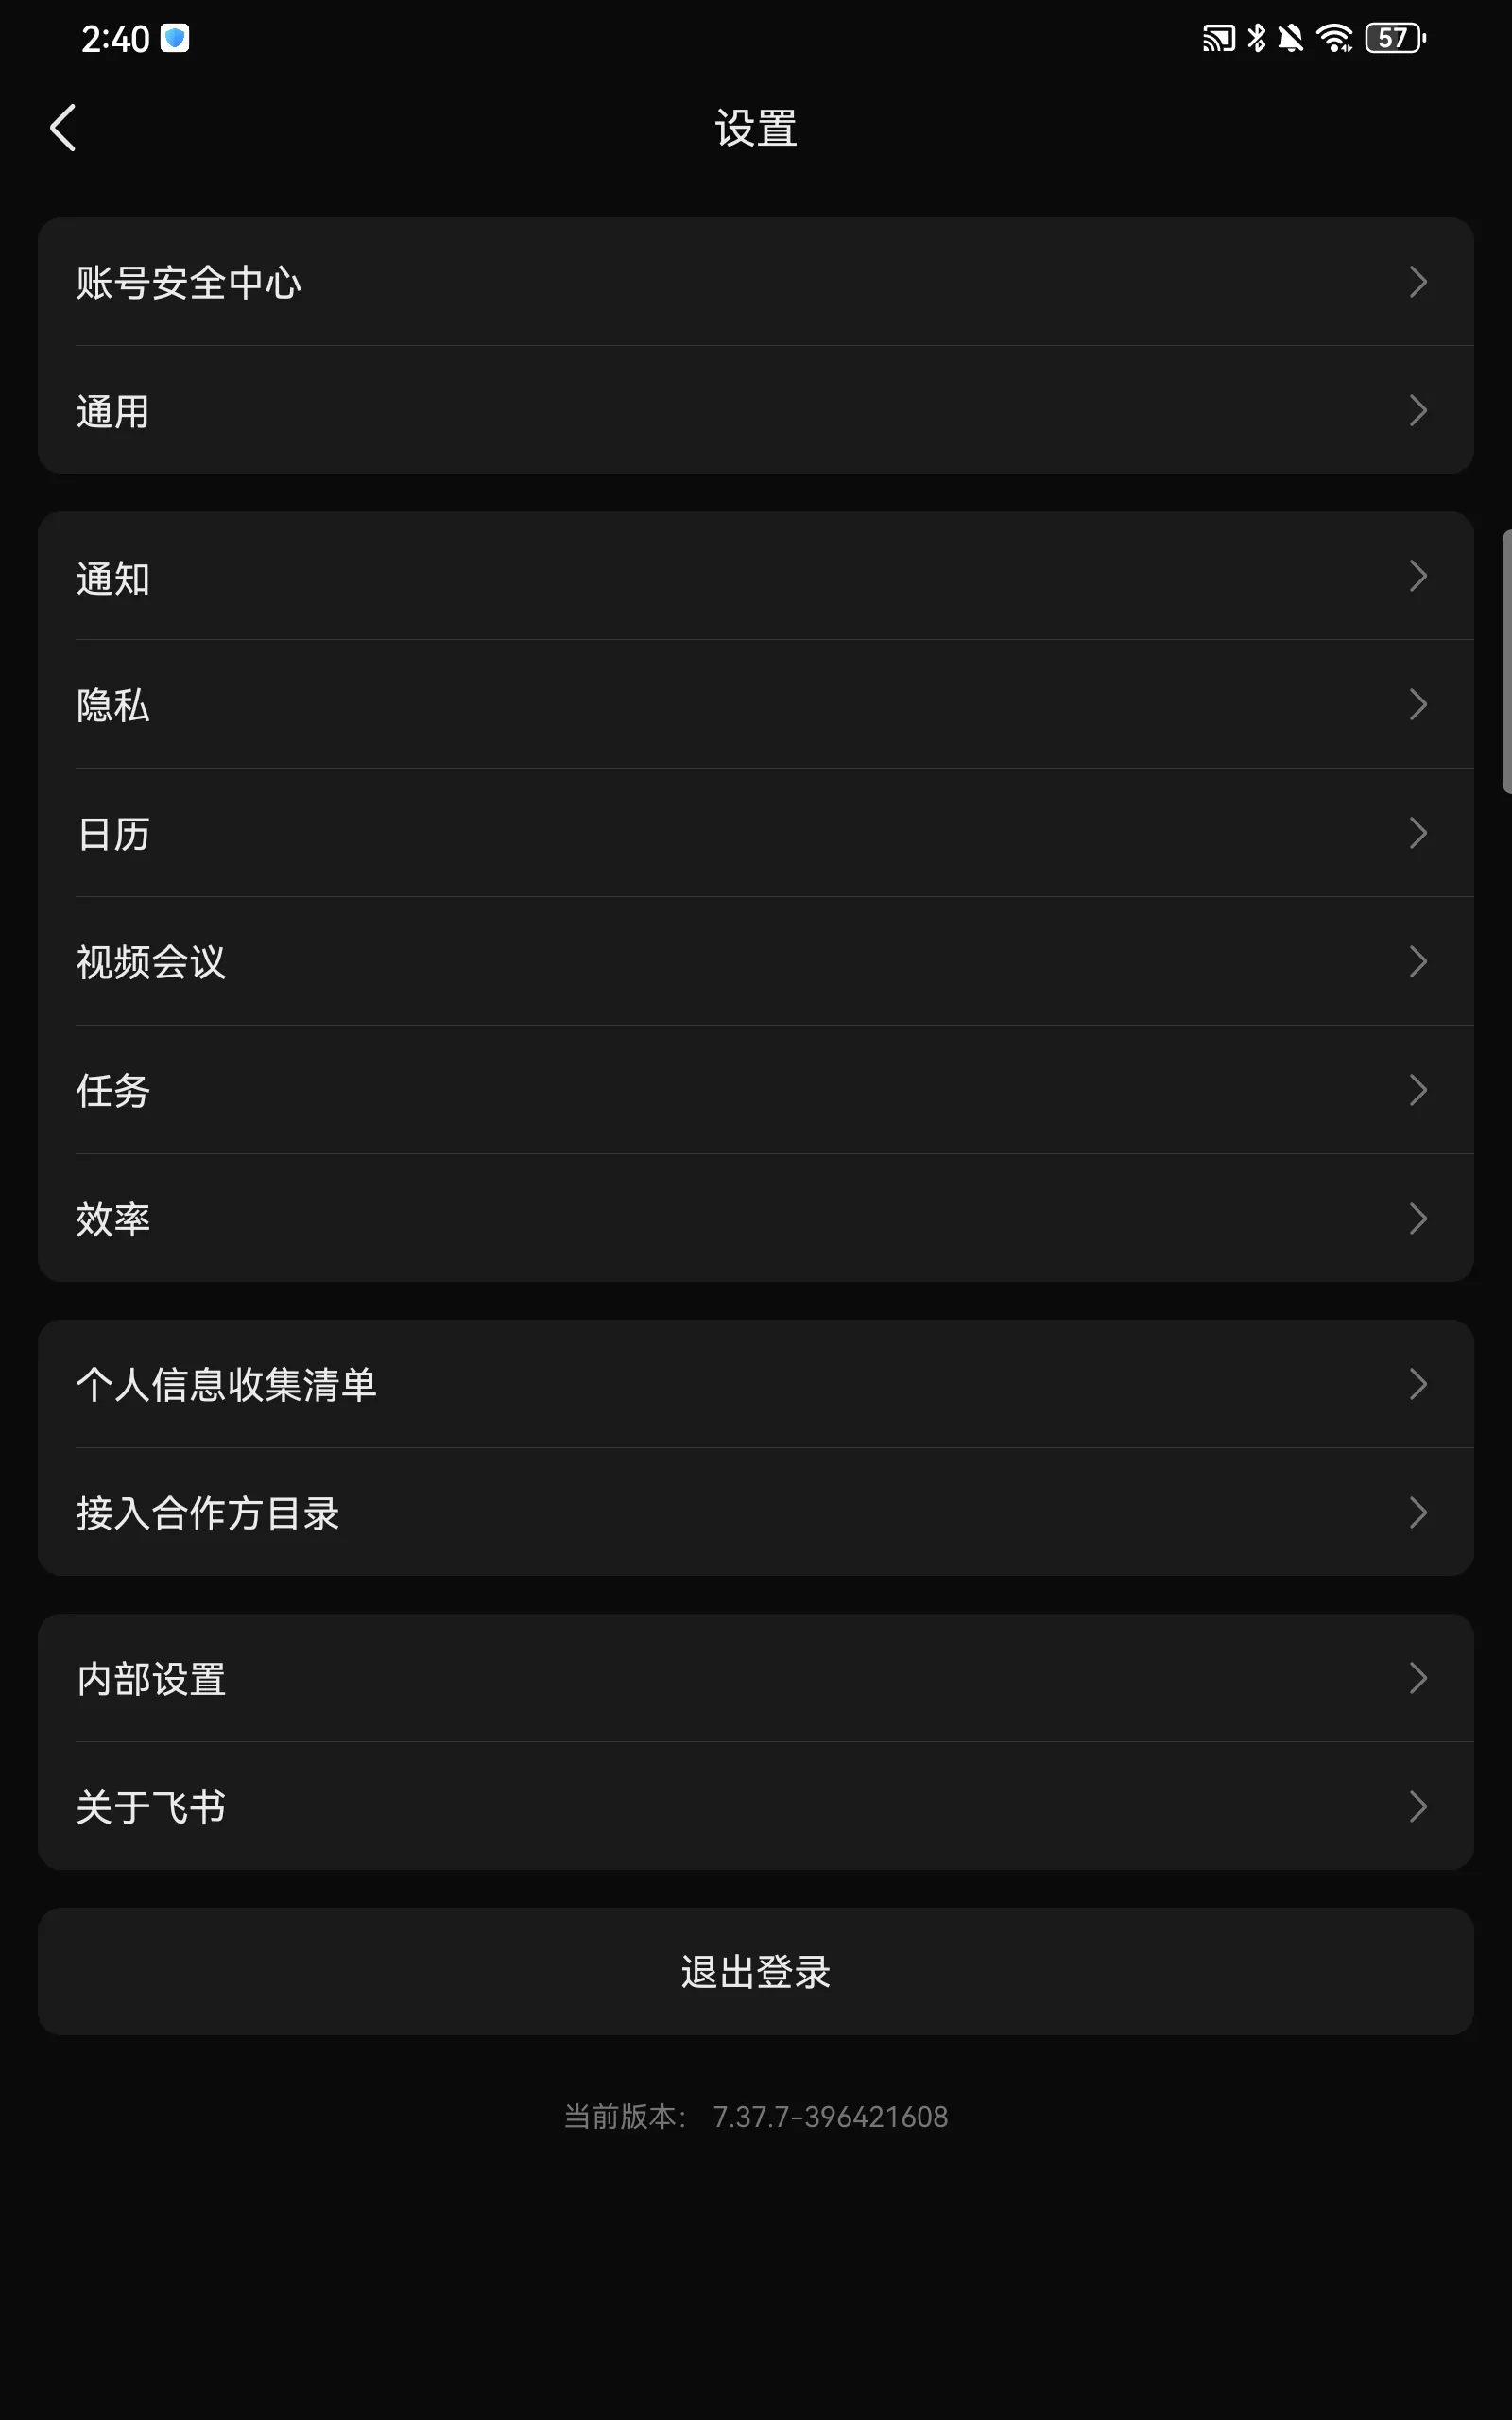 2:40
57
设置
账号安全中心
通用
通知
隐私
日历
视频会议
任务
效率
个人信息收集清单
接入合作方目录
内部设置
关于飞书
退出登录
当前版本： 7.37.7-396421608